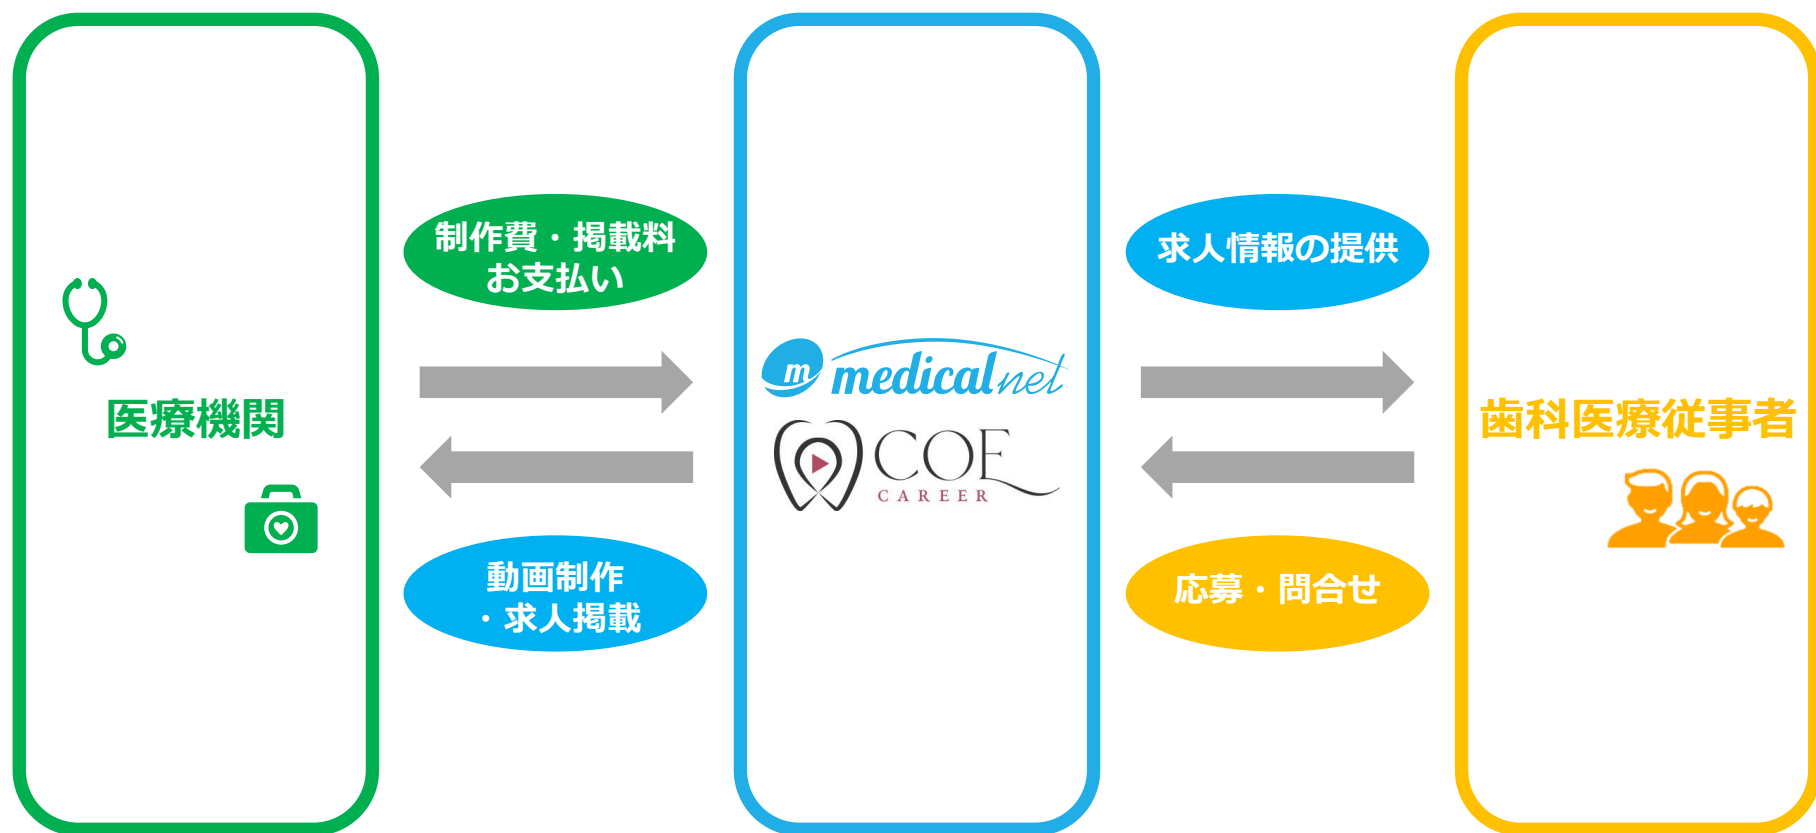 医療機関
制作費・掲載料
お支払い
動画制作
・求人掲載
m medicalnet
COE
CAREER
求人情報の提供
応募・問合せ
歯科医療従事者